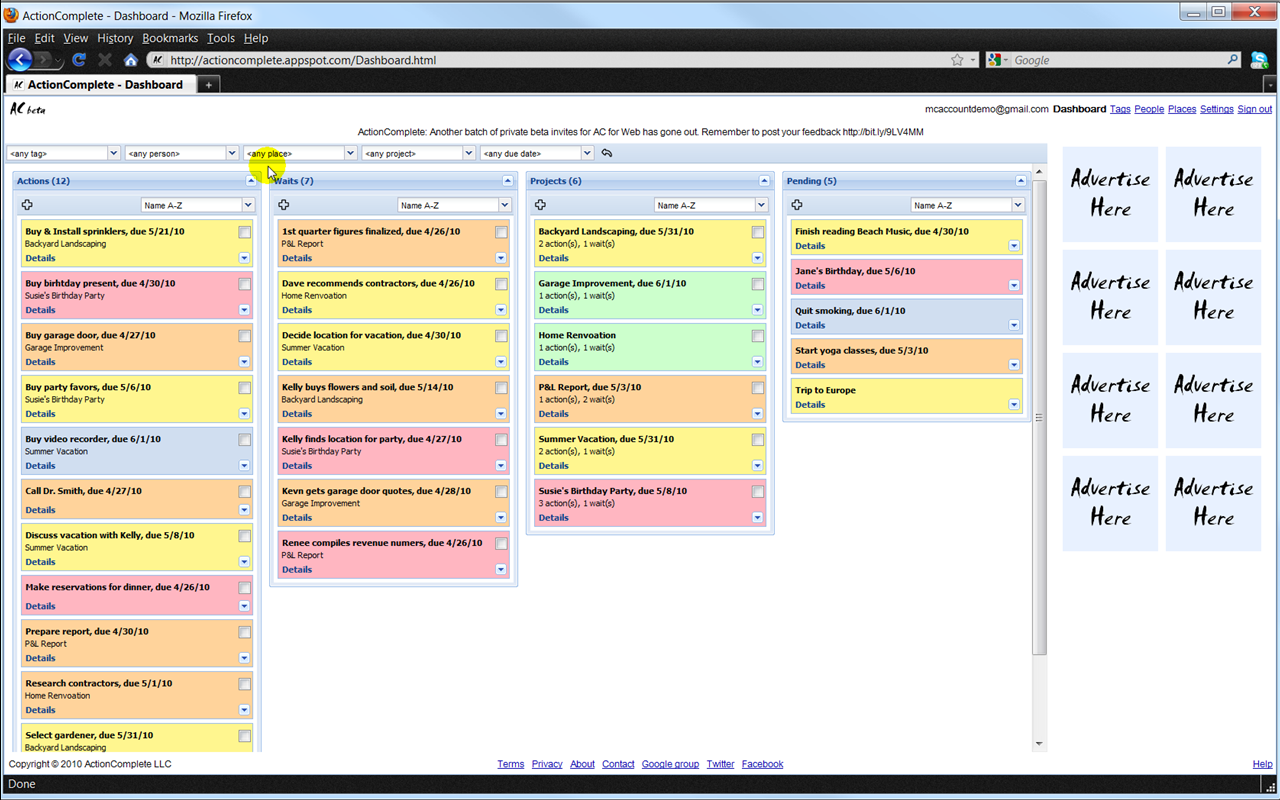 ActionComplete - Dashboard - Mozilla Firefox
File Edit View History Bookmarks Tools Help
AC http://actioncomplete.appspot.com/Dashboard.html Google
AC ActionComplete - Dashboard
AC beta
mcaccountdemo@gmail.com Dashboard Tags People Places Settings Sign out
ActionComplete: Another batch of private beta invites for AC for Web has gone out. Remember to post your feedback http://bit.ly/9LV4MM
<any tag> <any person> <any place> <any project> <any due date>
Actions (12)
Name A-Z
Buy & Install sprinklers, due 5/21/10
Backyard Landscaping
Details
Buy birhtday present, due 4/30/10
Susie's Birthday Party
Details
Buy garage door, due 4/27/10
Garage Improvement
Details
Buy party favors, due 5/6/10
Susie's Birthday Party
Details
Buy video recorder, due 6/1/10
Summer Vacation
Details
Call Dr. Smith, due 4/27/10
Details
Discuss vacation with Kelly, due 5/8/10
Summer Vacation
Details
Make reservations for dinner, due 4/26/10
Details
Prepare report, due 4/30/10
P&L Report
Details
Research contractors, due 5/1/10
Home Renvoation
Details
Select gardener, due 5/31/10
Backyard Landscaping
Waits (7)
Name A-Z
1st quarter figures finalized, due 4/26/10
P&L Report
Details
Dave recommends contractors, due 4/26/10
Home Renvoation
Details
Decide location for vacation, due 4/30/10
Summer Vacation
Details
Kelly buys flowers and soil, due 5/14/10
Backyard Landscaping
Details
Kelly finds location for party, due 4/27/10
Susie's Birthday Party
Details
Kevn gets garage door quotes, due 4/28/10
Garage Improvement
Details
Renee compiles revenue numers, due 4/26/10
P&L Report
Details
Projects (6)
Name A-Z
Backyard Landscaping, due 5/31/10
2 action(s), 1 wait(s)
Details
Garage Improvement, due 6/1/10
1 action(s), 1 wait(s)
Details
Home Renvoation
1 action(s), 1 wait(s)
Details
P&L Report, due 5/3/10
1 action(s), 2 wait(s)
Details
Summer Vacation, due 5/31/10
2 action(s), 1 wait(s)
Details
Susie's Birthday Party, due 5/8/10
3 action(s), 1 wait(s)
Details
Pending (5)
Name A-Z
Finish reading Beach Music, due 4/30/10
Details
Jane's Birthday, due 5/6/10
Details
Quit smoking, due 6/1/10
Details
Start yoga classes, due 5/3/10
Details
Trip to Europe
Details
Advertise
Here
Advertise
Here
Advertise
Here
Advertise
Here
Advertise
Here
Advertise
Here
Advertise
Here
Advertise
Here
Copyright © 2010 ActionComplete LLC
Terms Privacy About Contact Google group Twitter Facebook
Help
Done